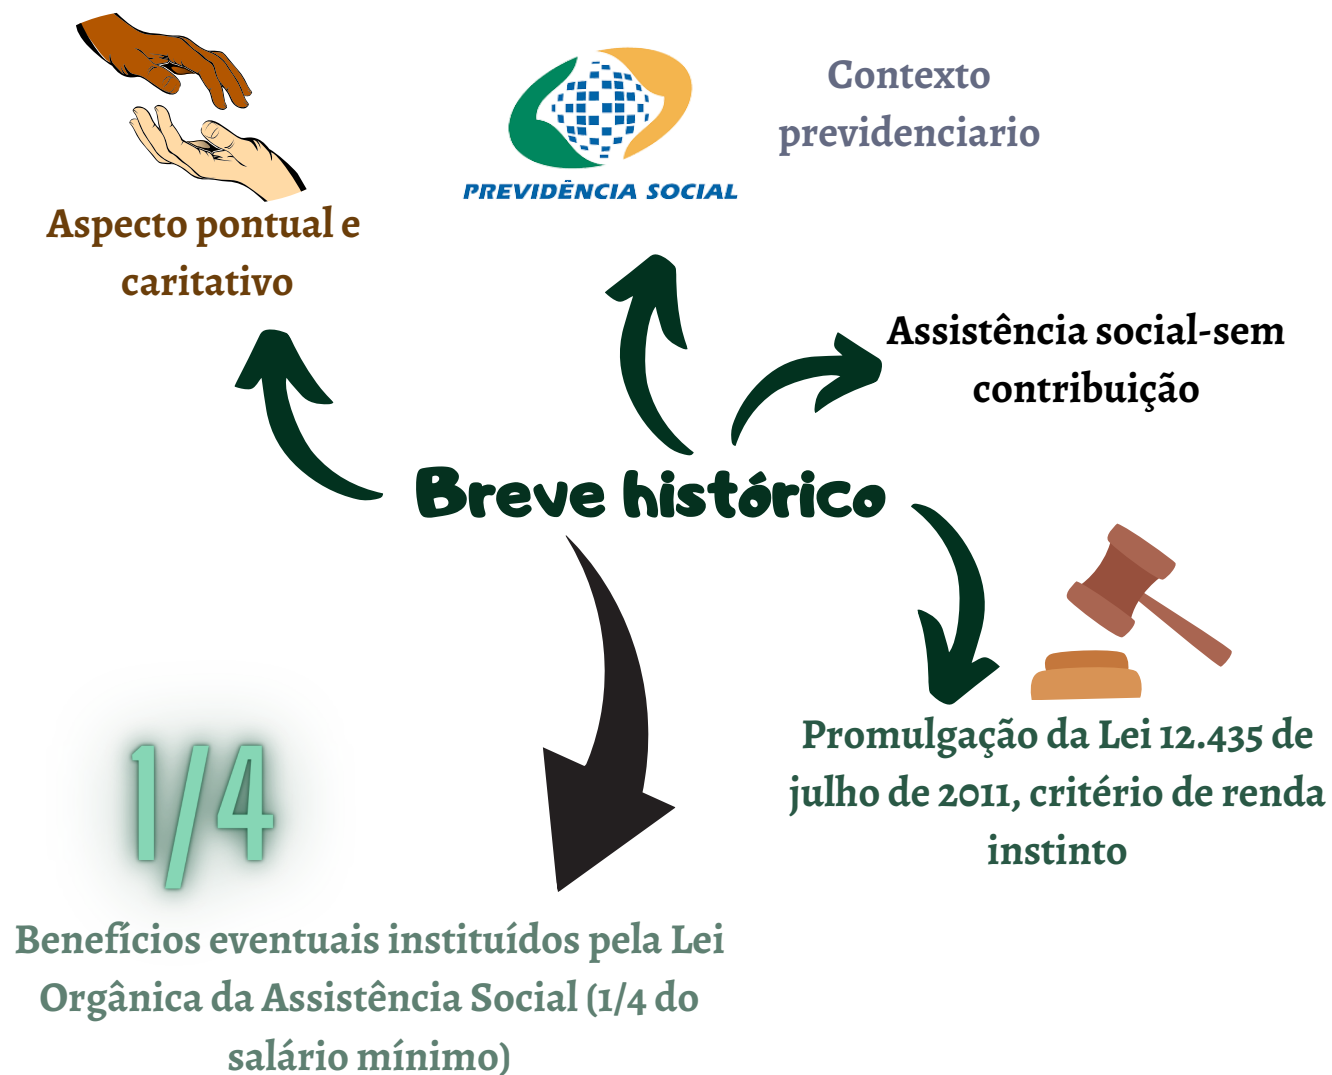 PREVIDÊNCIA SOCIAL
Contexto
previdenciario
Aspecto pontual e
caritativo
Assistência social-sem
contribuição
Breve histórico
Promulgação da Lei 12.435 de
julho de 2011, critério de renda
instinto
1/4
Benefícios eventuais instituídos pela Lei
Orgânica da Assistência Social (1/4 do
salário mínimo)